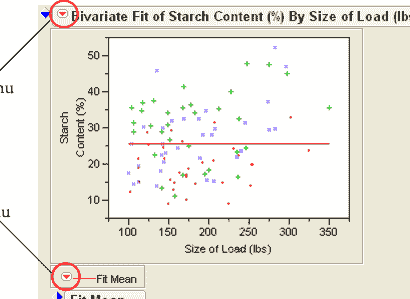 Bivariate Fit of Starch Content (%) By Size of Load (lbs
nu
50
40
30
20
10
Starch
Content (%)
100
150
200
250
300
350
Size of Load (lbs)
nu
Fit Mean
Fit Mean